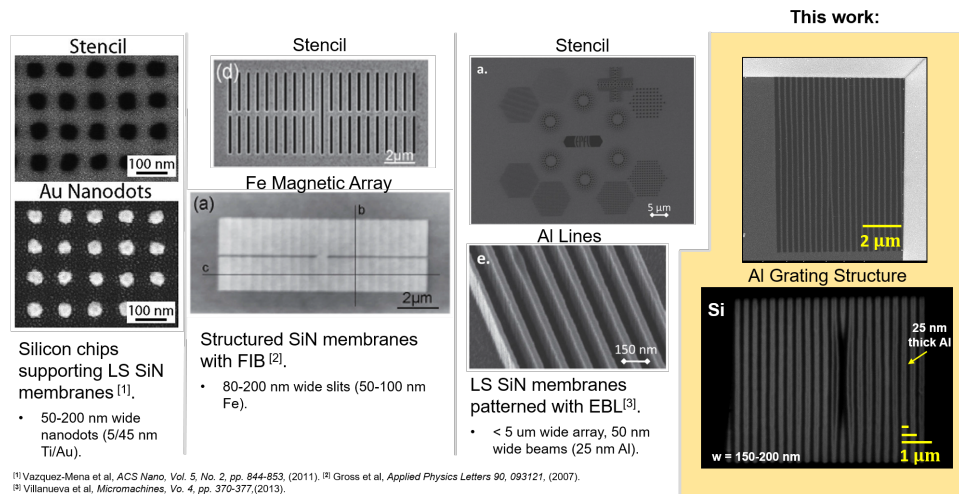 This work:
Stencil
100 nm
Au Nanodots
100 nm
Silicon chips
supporting LS SiN
membranes [1].
• 50-200 nm wide
nanodots (5/45 nm
Ti/Au).
Stencil
(d)
2μm
Fe Magnetic Array
(a)
b
c
2μm
Structured SiN membranes
with FIB [2].
• 80-200 nm wide slits (50-100 nm
Fe).
Stencil
a.
5 μm
Al Lines
e.
150 nm
LS SiN membranes
patterned with EBL[3].
• < 5 um wide array, 50 nm
wide beams (25 nm Al).
2 μm
Al Grating Structure
Si
25 nm
thick Al
1 μm
w = 150-200 nm
[1] Vazquez-Mena et al, ACS Nano, Vol. 5, No. 2, pp. 844-853, (2011). [2] Gross et al, Applied Physics Letters 90, 093121, (2007).
[3] Villanueva et al, Micromachines, Vo. 4, pp. 370-377,(2013).